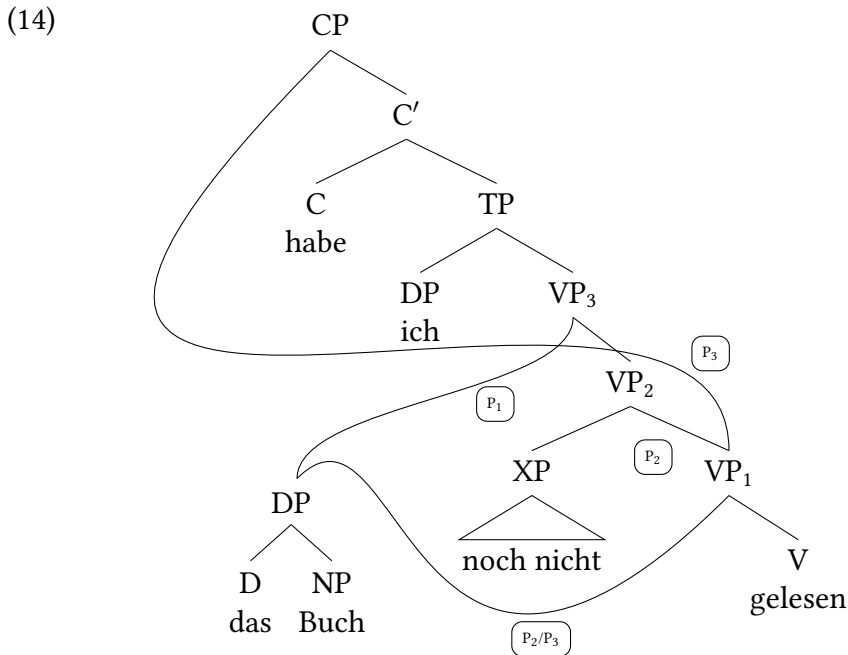 (14)
CP
C′
C TP
habe
DP VP₃
ich
P₃
VP₂
P₁
P₂
XP VP₁
DP
noch nicht V
D NP
gelesen
das Buch
P₂/P₃